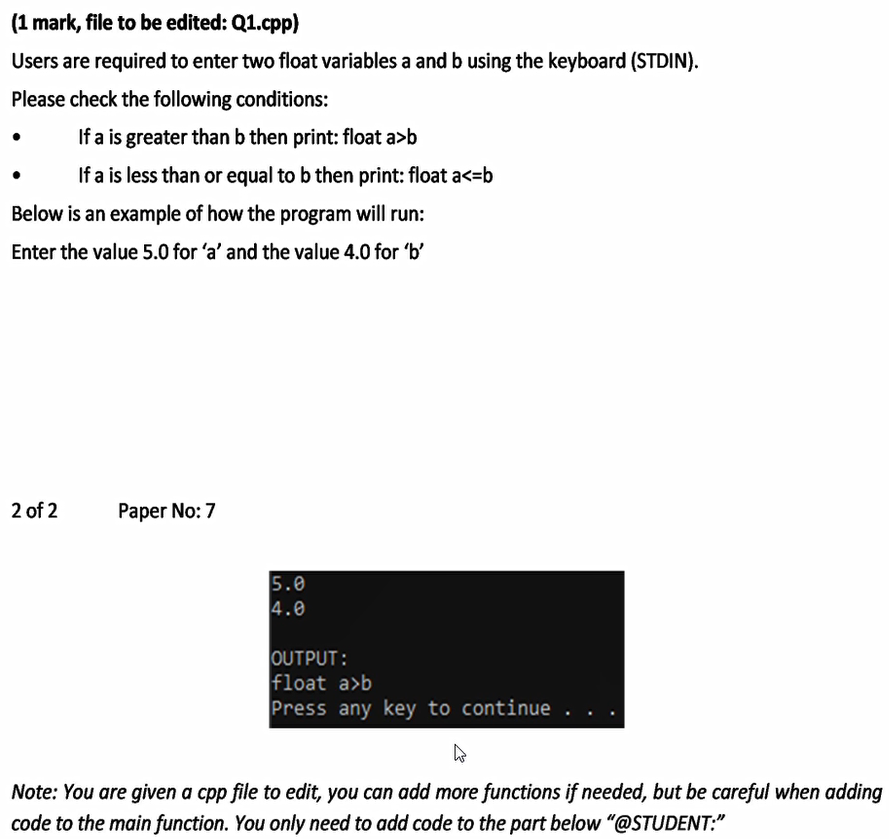 (1 mark, file to be edited: Q1.cpp)
Users are required to enter two float variables a and b using the keyboard (STDIN).
Please check the following conditions:
• If a is greater than b then print: float a>b
• If a is less than or equal to b then print: float a<=b
Below is an example of how the program will run:
Enter the value 5.0 for ‘a’ and the value 4.0 for ‘b’
2 of 2 Paper No: 7
5.0
4.0
OUTPUT:
float a>b
Press any key to continue . . .
Note: You are given a cpp file to edit, you can add more functions if needed, but be careful when adding
code to the main function. You only need to add code to the part below “@STUDENT:”